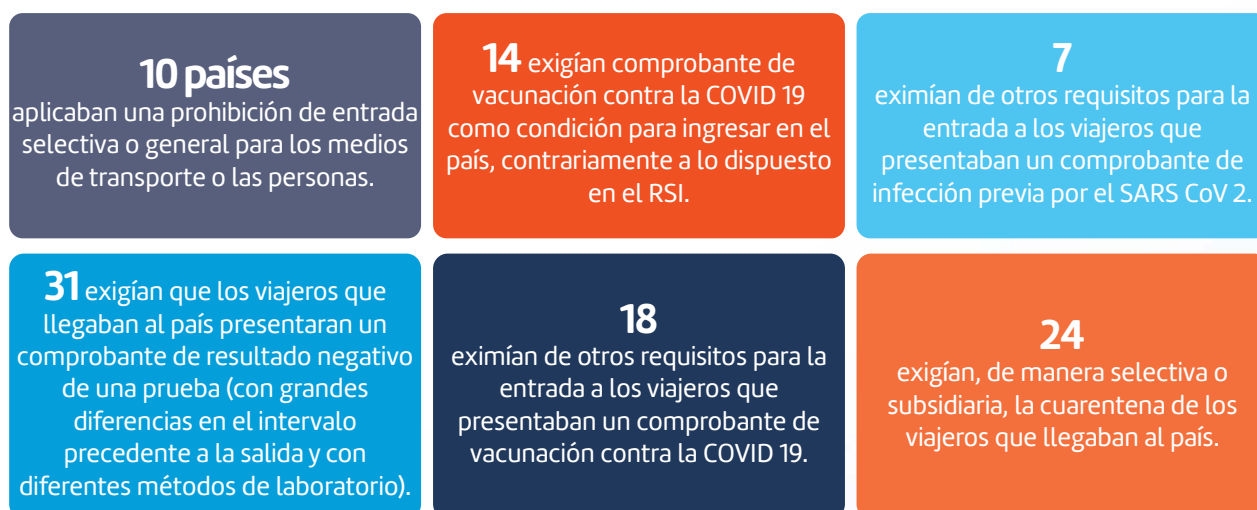 10 países
aplicaban una prohibición de entrada
selectiva o general para los medios
de transporte o las personas.
14 exigían comprobante de
vacunación contra la COVID 19
como condición para ingresar en el
país, contrariamente a lo dispuesto
en el RSI.
7
eximían de otros requisitos para la
entrada a los viajeros que
presentaban un comprobante de
infección previa por el SARS CoV 2.
31 exigían que los viajeros que
llegaban al país presentaran un
comprobante de resultado negativo
de una prueba (con grandes
diferencias en el intervalo
precedente a la salida y con
diferentes métodos de laboratorio).
18
eximían de otros requisitos para la
entrada a los viajeros que
presentaban un comprobante de
vacunación contra la COVID 19.
24
exigían, de manera selectiva o
subsidiaria, la cuarentena de los
viajeros que llegaban al país.